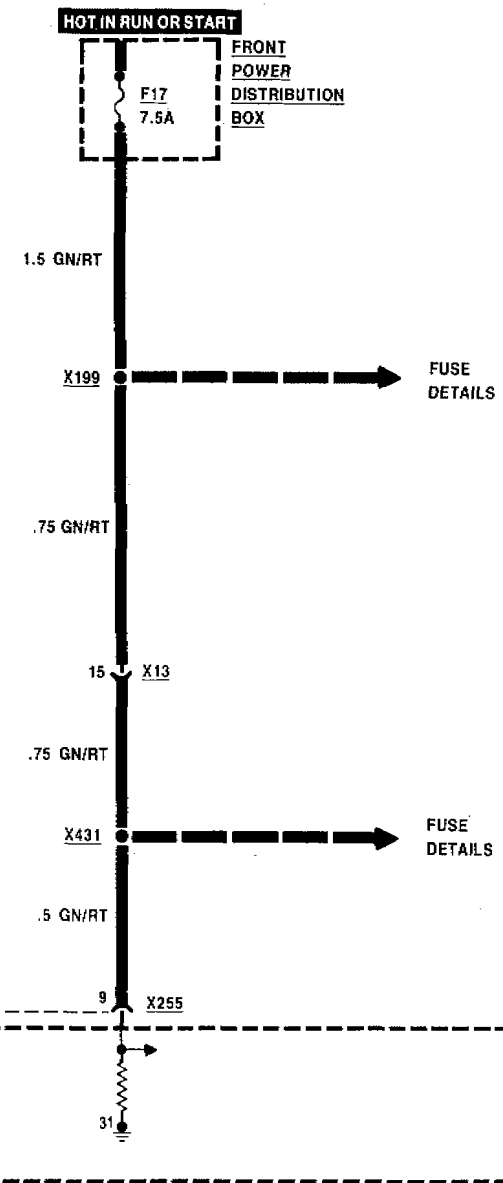 HOT IN RUN OR START
FRONT
POWER
DISTRIBUTION
BOX
F17
7.5A
1.5 GN/RT
X199
FUSE
DETAILS
.75 GN/RT
15 X13
.75 GN/RT
X431
FUSE
DETAILS
.5 GN/RT
9 X255
31